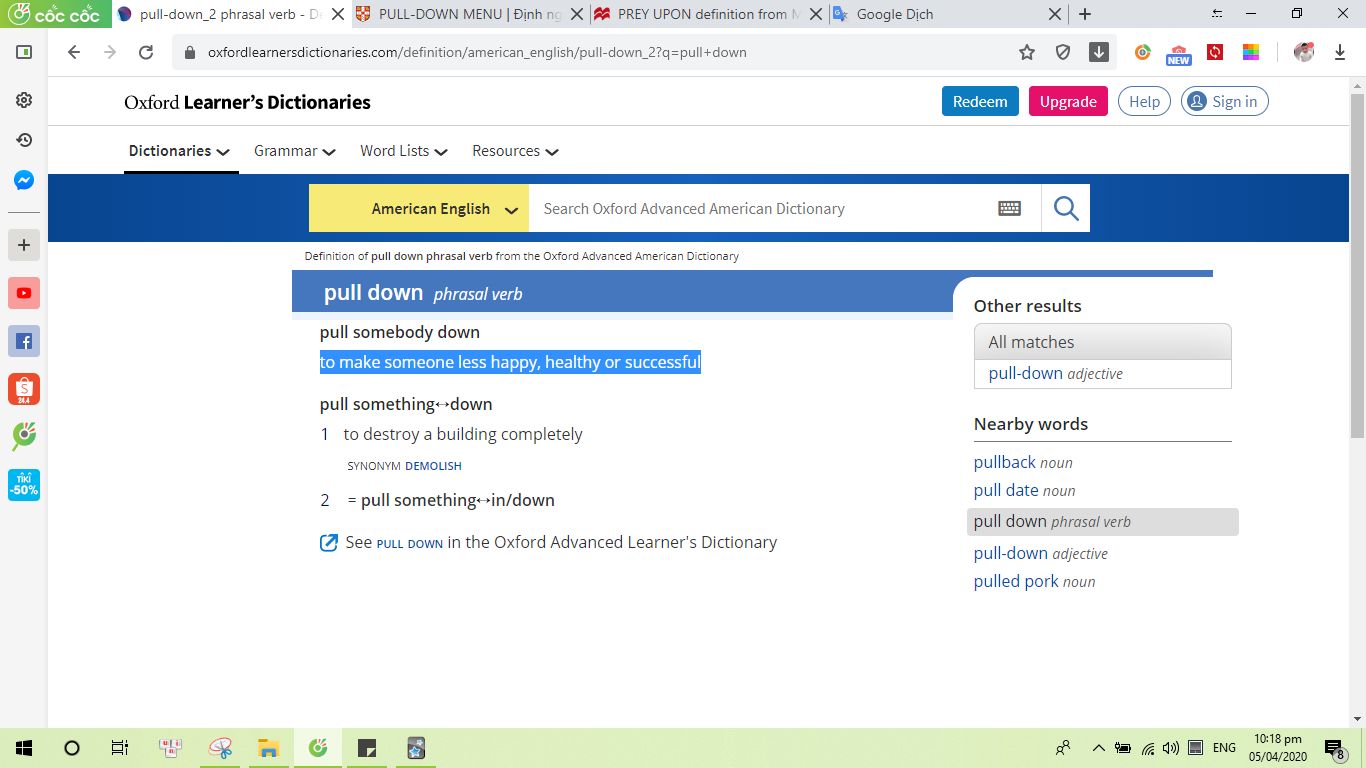 cốc cốc
pull-down_2 phrasal verb - De
PULL-DOWN MENU | Định ng
PREY UPON definition from M
Google Dịch
oxfordlearnersdictionaries.com/definition/american_english/pull-down_2?q=pull+down
NEW
Oxford Learner's Dictionaries
Redeem
Upgrade
Help
Sign in
Dictionaries
Grammar
Word Lists
Resources
American English
Search Oxford Advanced American Dictionary
Definition of pull down phrasal verb from the Oxford Advanced American Dictionary
pull down phrasal verb
pull somebody down
to make someone less happy, healthy or successful
pull something↔down
1 to destroy a building completely
SYNONYM DEMOLISH
2 = pull something↔in/down
See PULL DOWN in the Oxford Advanced Learner's Dictionary
Other results
All matches
pull-down adjective
Nearby words
pullback noun
pull date noun
pull down phrasal verb
pull-down adjective
pulled pork noun
24.4
TIKI
-50%
ENG
10:18 pm
05/04/2020
8